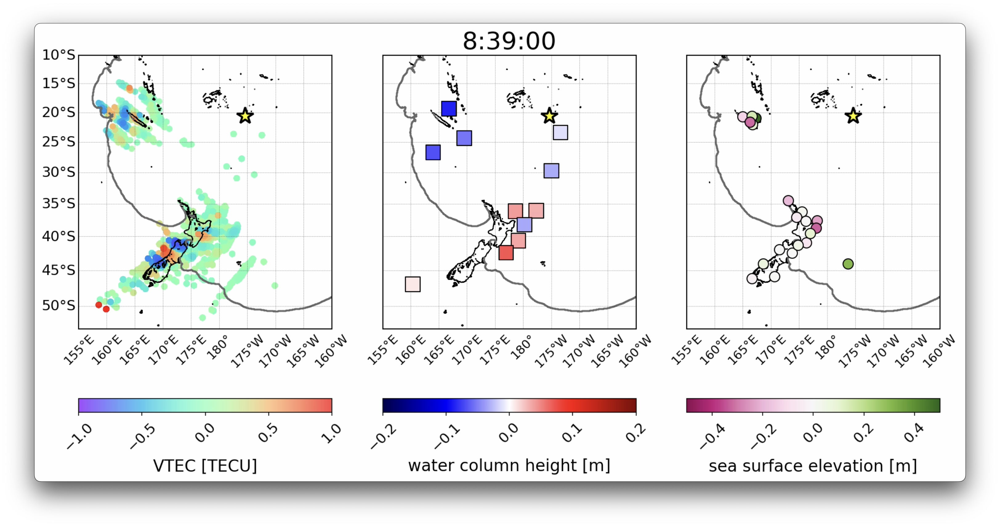 8:39:00
10°S
15°S
20°S
25°S
30°S
35°S
40°S
45°S
50°S
155°E 160°E 165°E 170°E 175°E 180° 175°W 170°W 165°W 160°W
155°E 160°E 165°E 170°E 175°E 180° 175°W 170°W 165°W 160°W
155°E 160°E 165°E 170°E 175°E 180° 175°W 170°W 165°W 160°W
−1.0 −0.5 0.0 0.5 1.0
VTEC [TECU]
−0.2 −0.1 0.0 0.1 0.2
water column height [m]
−0.4 −0.2 0.0 0.2 0.4
sea surface elevation [m]